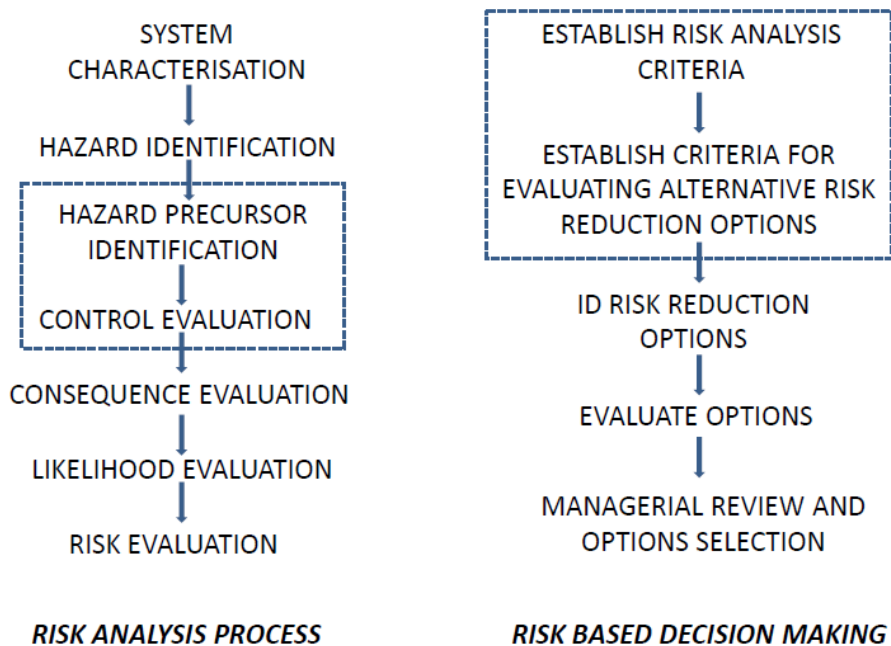 SYSTEM
CHARACTERISATION
HAZARD IDENTIFICATION
HAZARD PRECURSOR
IDENTIFICATION
CONTROL EVALUATION
CONSEQUENCE EVALUATION
LIKELIHOOD EVALUATION
RISK EVALUATION
RISK ANALYSIS PROCESS
ESTABLISH RISK ANALYSIS
CRITERIA
ESTABLISH CRITERIA FOR
EVALUATING ALTERNATIVE RISK
REDUCTION OPTIONS
ID RISK REDUCTION
OPTIONS
EVALUATE OPTIONS
MANAGERIAL REVIEW AND
OPTIONS SELECTION
RISK BASED DECISION MAKING